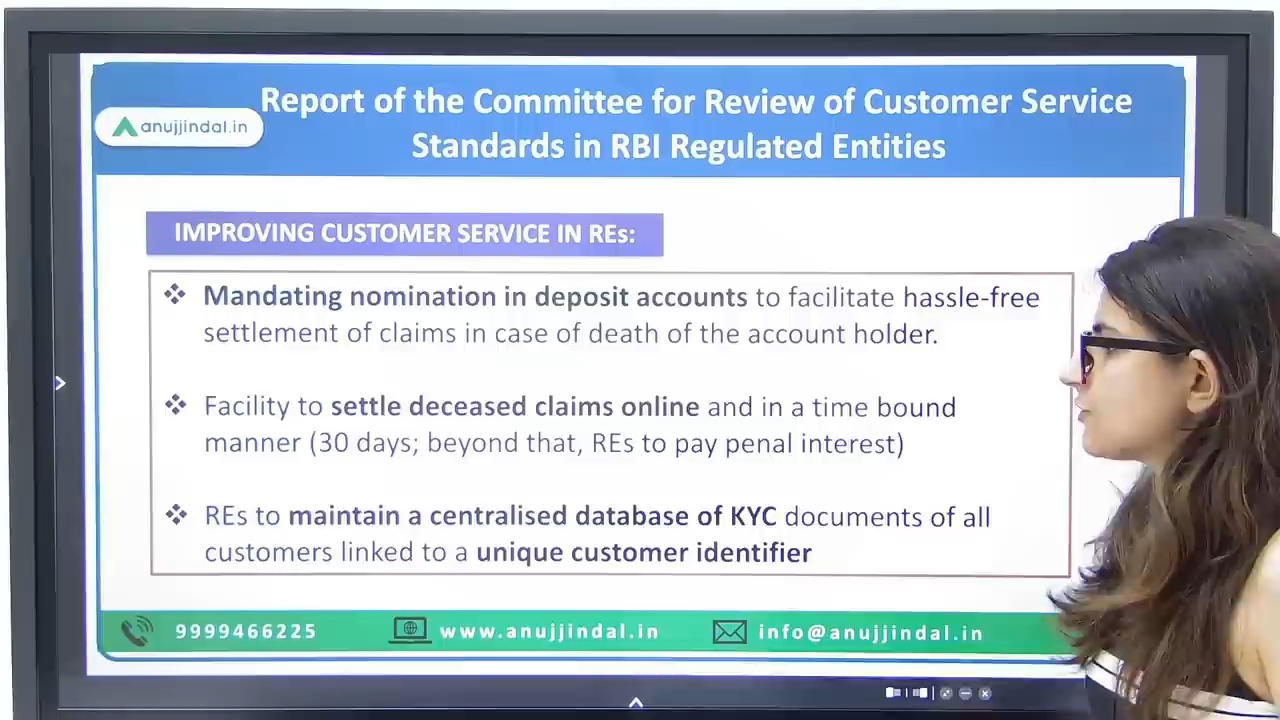 Report of the Committee for Review of Customer Service
Standards in RBI Regulated Entities
anujjindal.in
IMPROVING CUSTOMER SERVICE IN REs:
❖ Mandating nomination in deposit accounts to facilitate hassle-free
settlement of claims in case of death of the account holder.
❖ Facility to settle deceased claims online and in a time bound
manner (30 days; beyond that, REs to pay penal interest)
❖ REs to maintain a centralised database of KYC documents of all
customers linked to a unique customer identifier
9999466225 www.anujjindal.in info@anujjindal.in